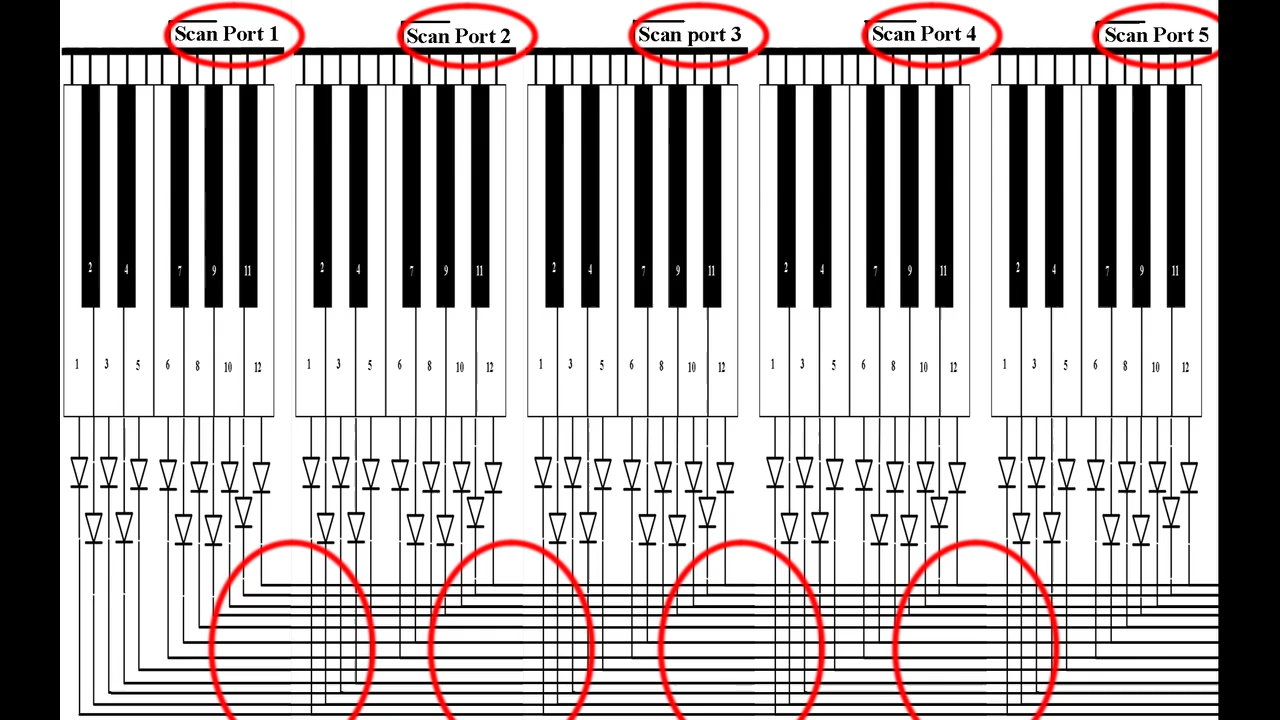 Scan Port 1 Scan Port 2 Scan port 3 Scan Port 4 Scan Port 5
2 4 7 9 11 2 4 7 9 11 2 4 7 9 11 2 4 7 9 11 2 4 7 9 11
1 3 5 6 8 10 12 1 3 5 6 8 10 12 1 3 5 6 8 10 12 1 3 5 6 8 10 12 1 3 5 6 8 10 12